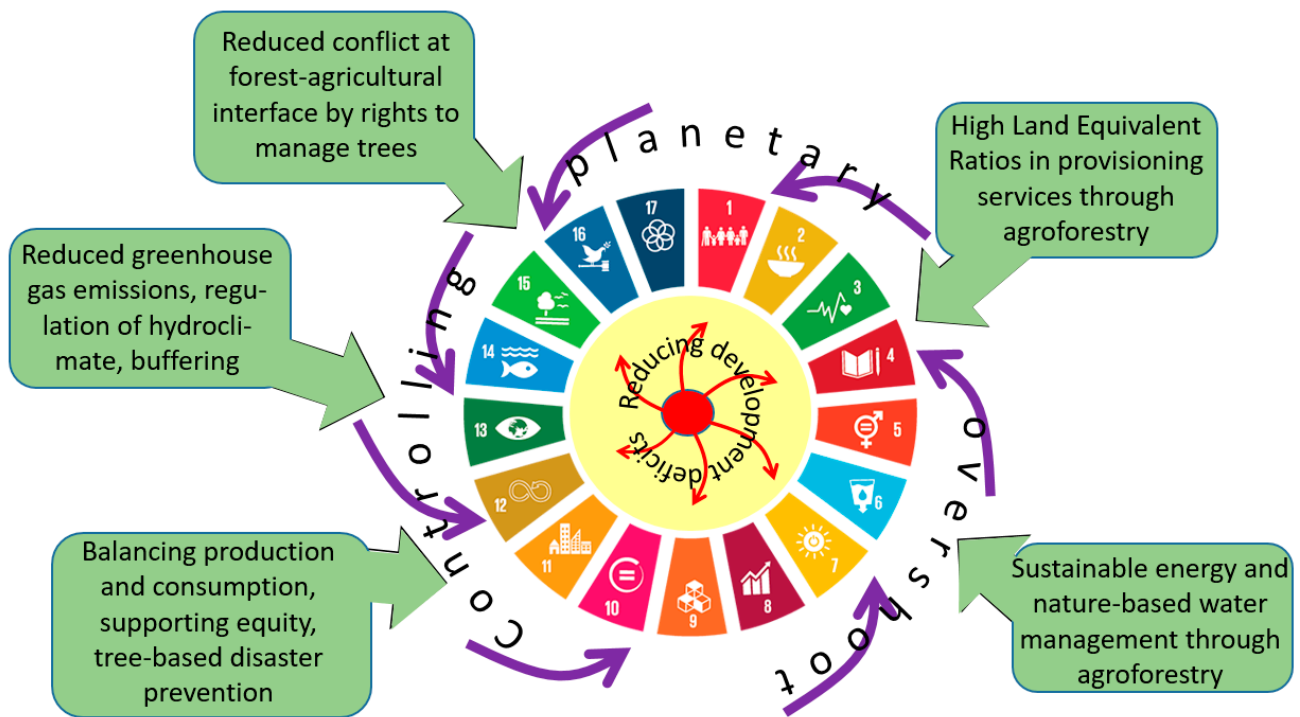 Reduced conflict at
forest-agricultural
interface by rights to
manage trees
High Land Equivalent
Ratios in provisioning
services through
agroforestry
Reduced greenhouse
gas emissions, regu-
lation of hydrocli-
mate, buffering
Balancing production
and consumption,
supporting equity,
tree-based disaster
prevention
Sustainable energy and
nature-based water
management through
agroforestry
Controlling planetary overshoot
1
2
3
4
5
6
7
8
9
10
11
12
13
14
15
16
17
Reducing development deficits